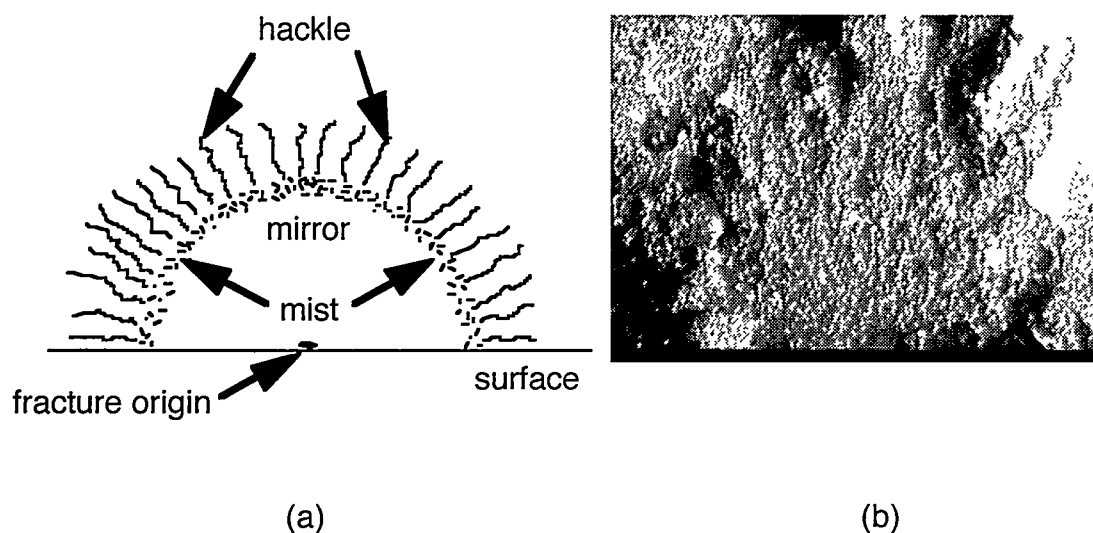 hackle
mirror
mist
surface
fracture origin
(a)
(b)